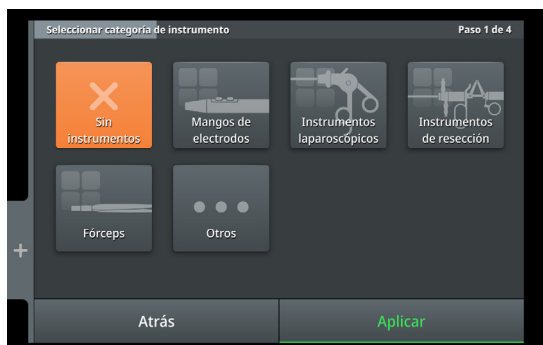 Seleccionar categoría de instrumento
Paso 1 de 4
Sin
instrumentos
Mangos de
electrodos
Instrumentos
laparoscópicos
Instrumentos
de resección
Fórceps
Otros
Atrás
Aplicar